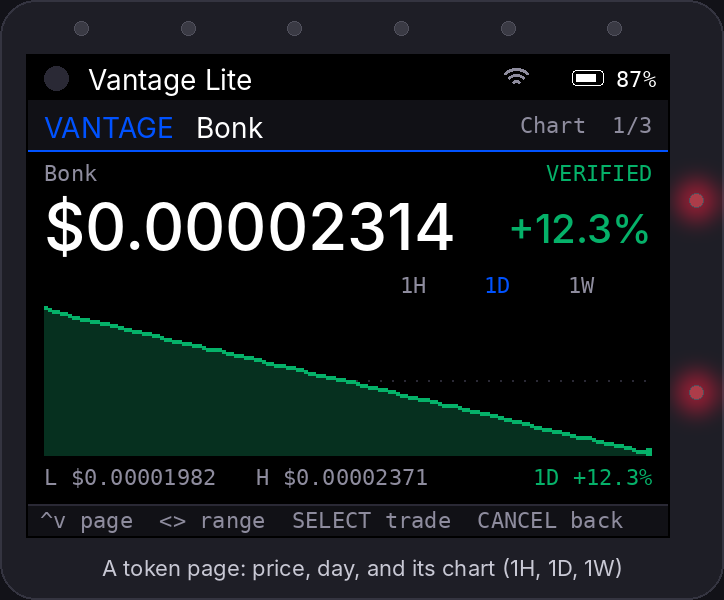 Vantage Lite 87%
VANTAGE Bonk Chart 1/3
Bonk VERIFIED
$0.00002314 +12.3%
1H 1D 1W
L $0.00001982 H $0.00002371 1D +12.3%
^v page <> range SELECT trade CANCEL back
A token page: price, day, and its chart (1H, 1D, 1W)